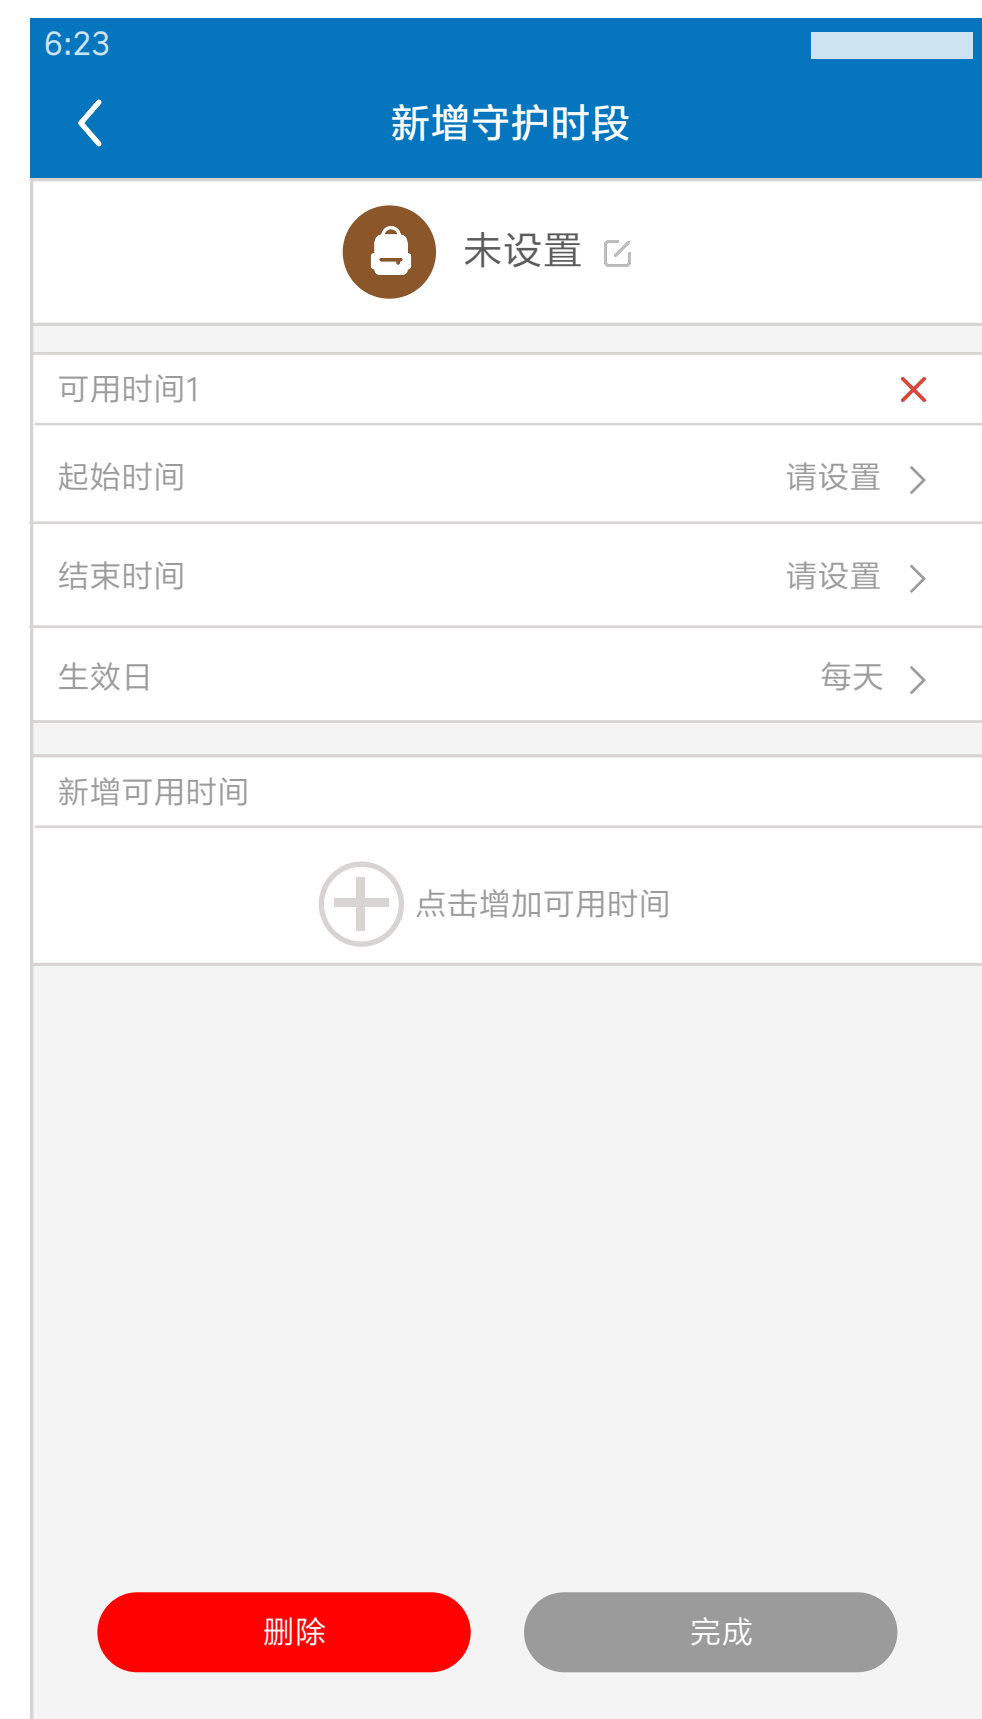 6:23
新增守护时段
未设置
可用时间1
起始时间 请设置
结束时间 请设置
生效日 每天
新增可用时间
点击增加可用时间
删除 完成